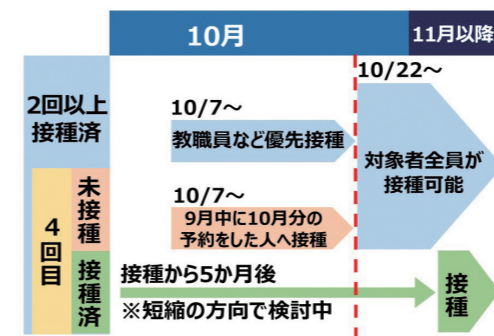 10月
11月以降
10/22～
2回以上
接種済
10/7～
教職員など優先接種
対象者全員が
接種可能
4回目
未接種
10/7～
9月中に10月分の
予約をした人へ接種
接種済
接種から5か月後
※短縮の方向で検討中
接種